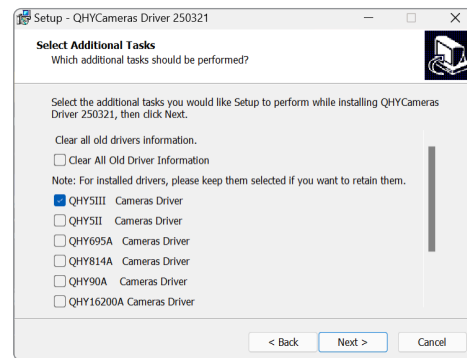 Setup - QHYCameras Driver 250321
Select Additional Tasks
Which additional tasks should be performed?
Select the additional tasks you would like Setup to perform while installing QHYCameras
Driver 250321, then click Next.
Clear all old drivers information.
Clear All Old Driver Information
Note: For installed drivers, please keep them selected if you want to retain them.
QHY5III Cameras Driver
QHY5II Cameras Driver
QHY695A Cameras Driver
QHY814A Cameras Driver
QHY90A Cameras Driver
QHY16200A Cameras Driver
< Back Next > Cancel